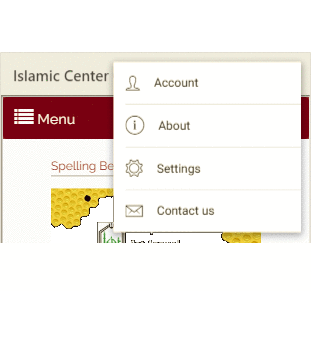 Islamic Center
Account
Menu
About
Spelling Be
Settings
Contact us